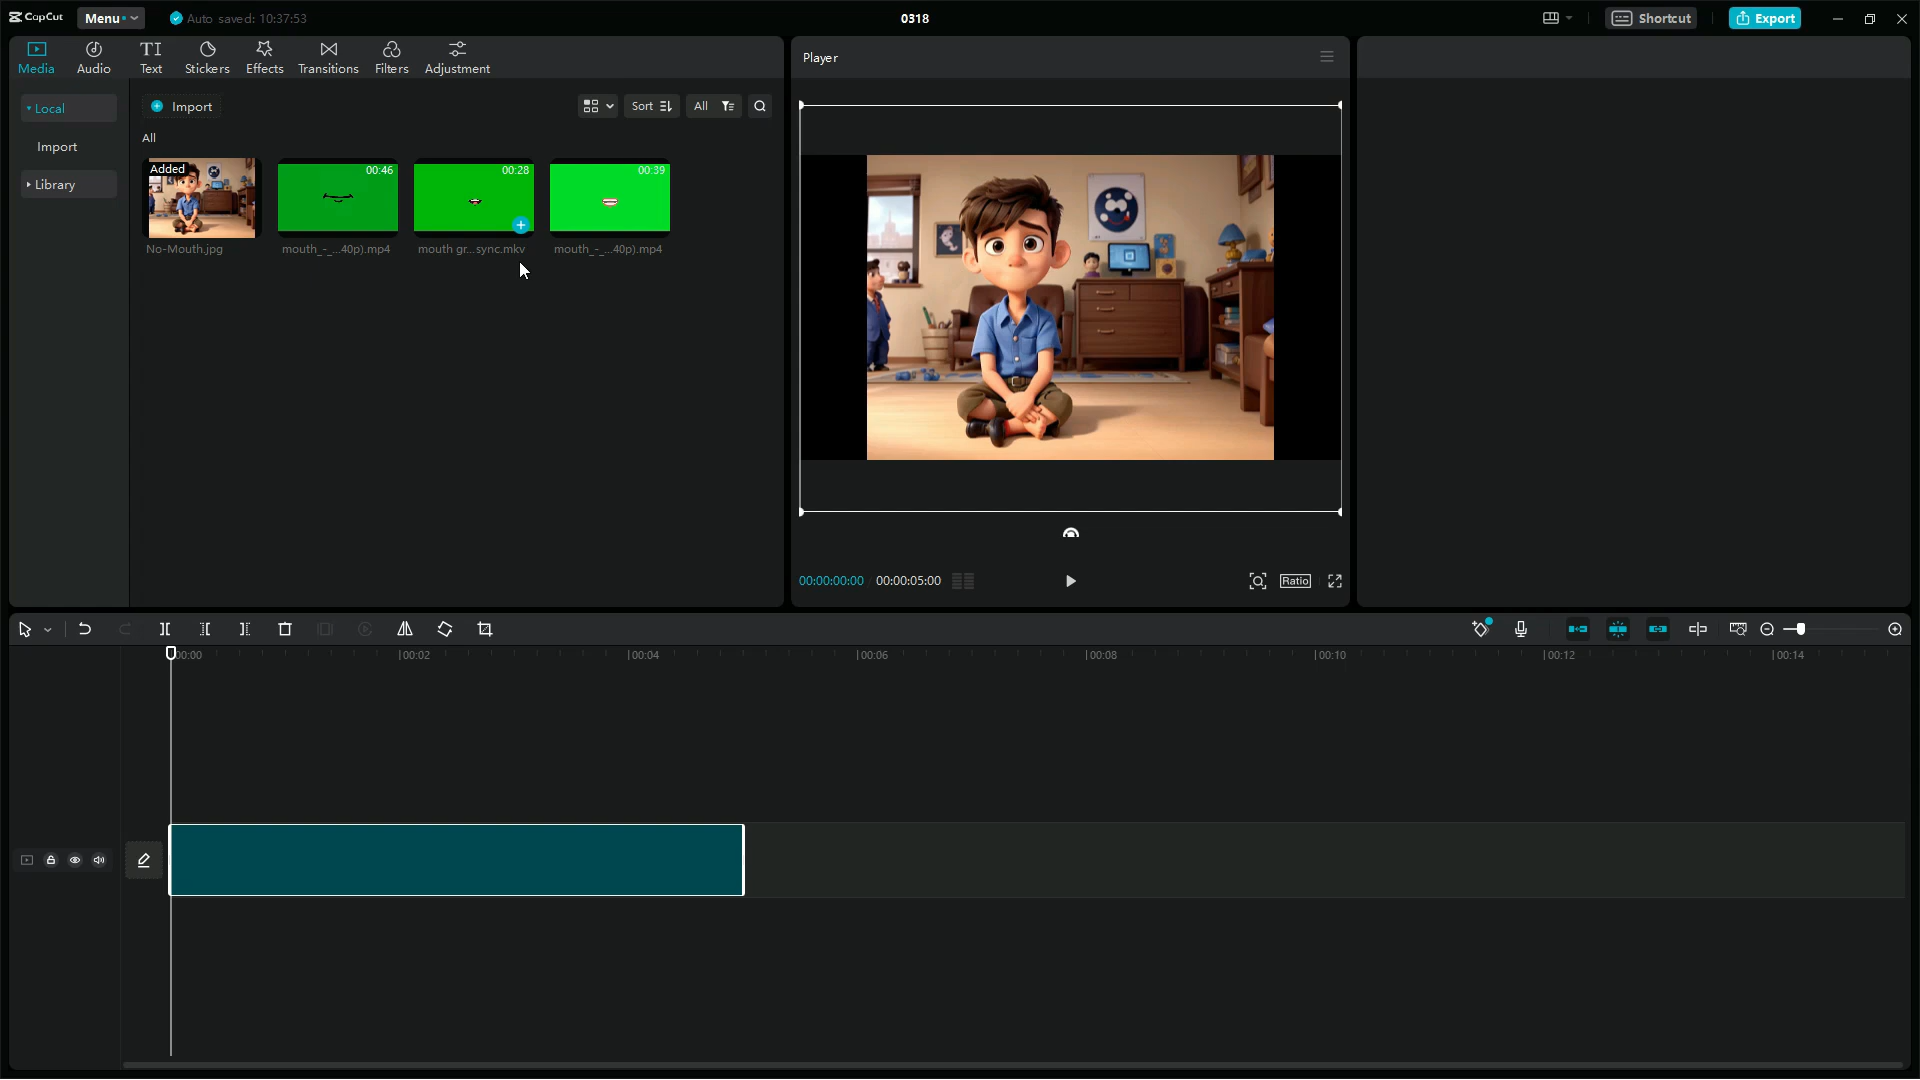 CapCut Menu Auto saved: 10:37:53 0318 Shortcut Export
Media Audio Text Stickers Effects Transitions Filters Adjustment
Player
Local
Import
Library
Import
Sort All
All
Added 00:46 00:28 00:39
No-Mouth.jpg mouth_-_...40p).mp4 mouth gr...sync.mkv mouth_-_...40p).mp4
00:00:00:00 00:00:05:00 Ratio
00:00 00:02 00:04 00:06 00:08 00:10 00:12 00:14